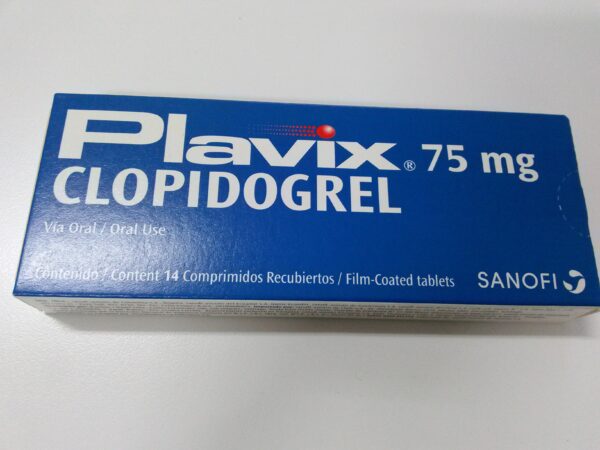 Plavix® 75 mg
CLOPIDOGREL
Vía Oral / Oral Use
Contenido / Content 14 Comprimidos Recubiertos / Film-Coated tablets
SANOFI